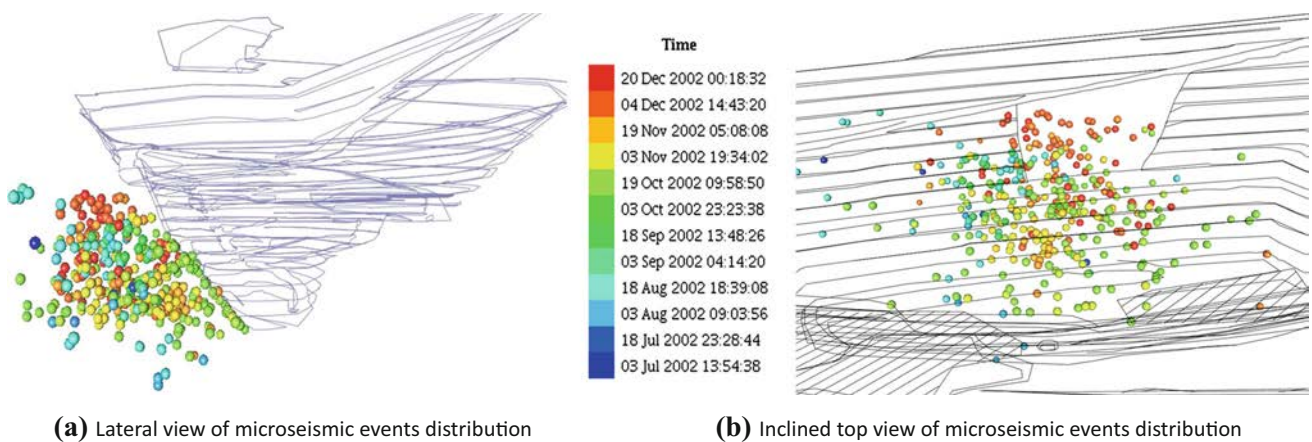 Time
20 Dec 2002 00:18:32
04 Dec 2002 14:43:20
19 Nov 2002 05:08:08
03 Nov 2002 19:34:02
19 Oct 2002 09:58:50
03 Oct 2002 23:23:38
18 Sep 2002 13:48:26
03 Sep 2002 04:14:20
18 Aug 2002 18:39:08
03 Aug 2002 09:03:56
18 Jul 2002 23:28:44
03 Jul 2002 13:54:38
(a) Lateral view of microseismic events distribution
(b) Inclined top view of microseismic events distribution